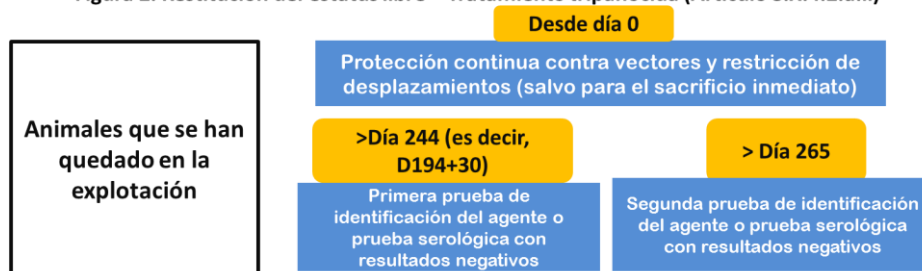 Desde día 0
Protección continua contra vectores y restricción de
desplazamientos (salvo para el sacrificio inmediato)
Animales que se han
quedado en la
explotación
>Día 244 (es decir,
D194+30)
Primera prueba de
identificación del agente o
prueba serológica con
resultados negativos
> Día 265
Segunda prueba de identificación
del agente o prueba serológica
con resultados negativos